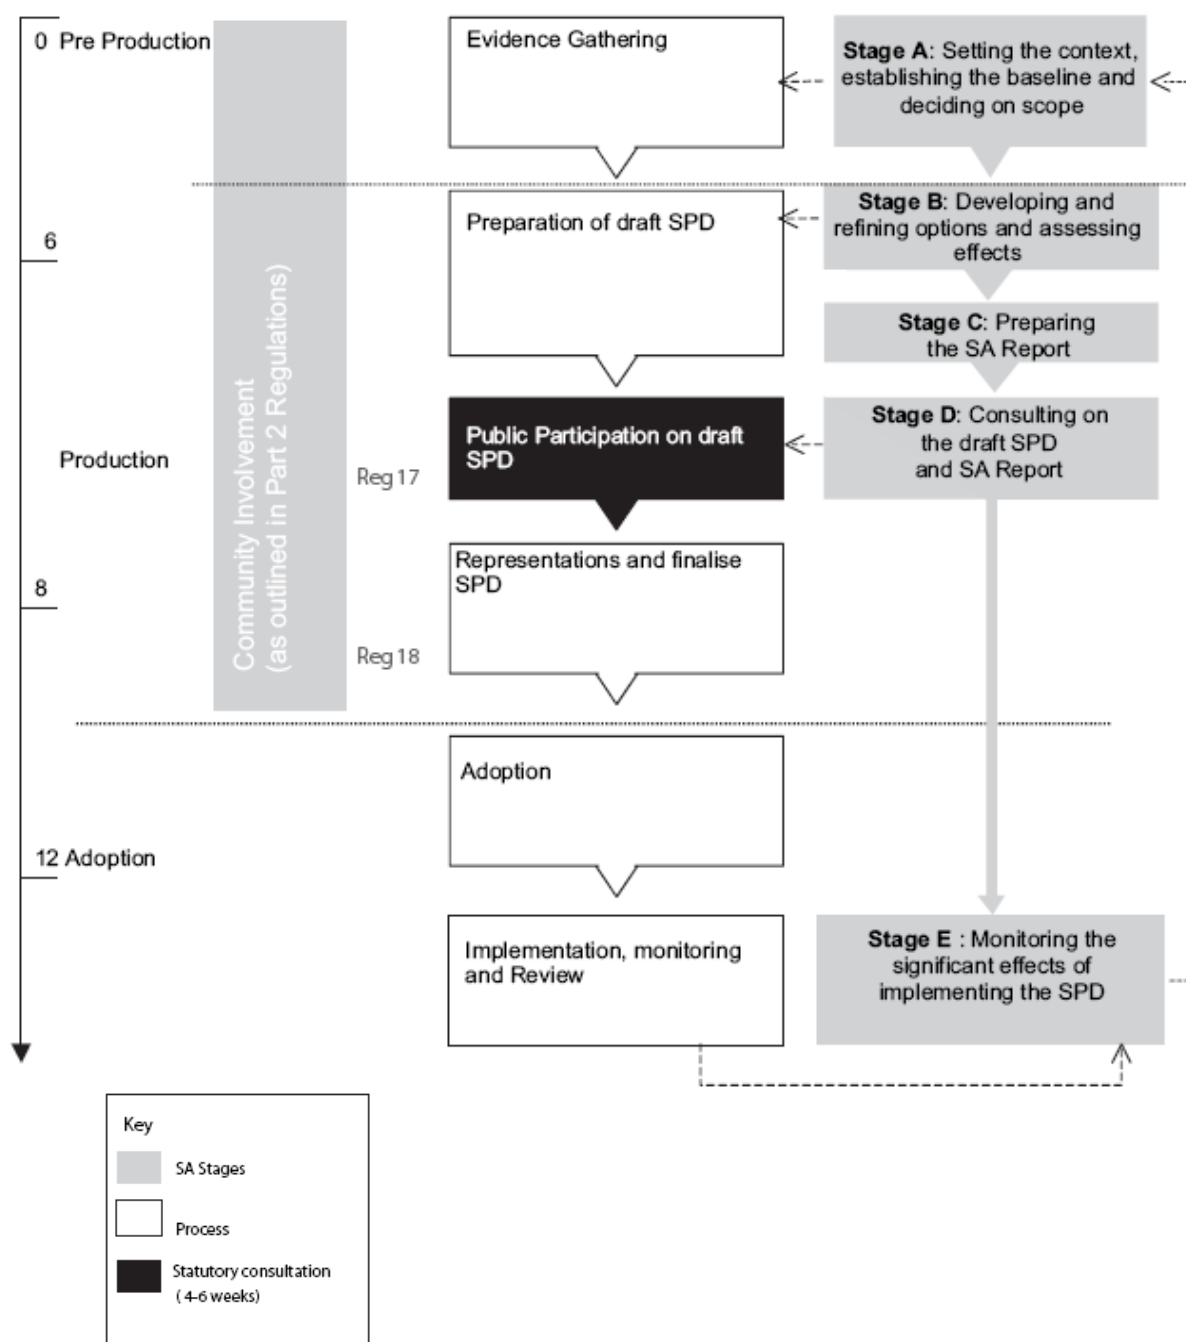 0 Pre Production
6
Production
8
12 Adoption
Community Involvement
(as outlined in Part 2 Regulations)
Reg 17
Reg 18
Evidence Gathering
Preparation of draft SPD
Public Participation on draft
SPD
Representations and finalise
SPD
Adoption
Implementation, monitoring
and Review
Stage A: Setting the context,
establishing the baseline and
deciding on scope
Stage B: Developing and
refining options and assessing
effects
Stage C: Preparing
the SA Report
Stage D: Consulting on
the draft SPD
and SA Report
Stage E : Monitoring the
significant effects of
implementing the SPD
Key
SA Stages
Process
Statutory consultation
( 4-6 weeks)